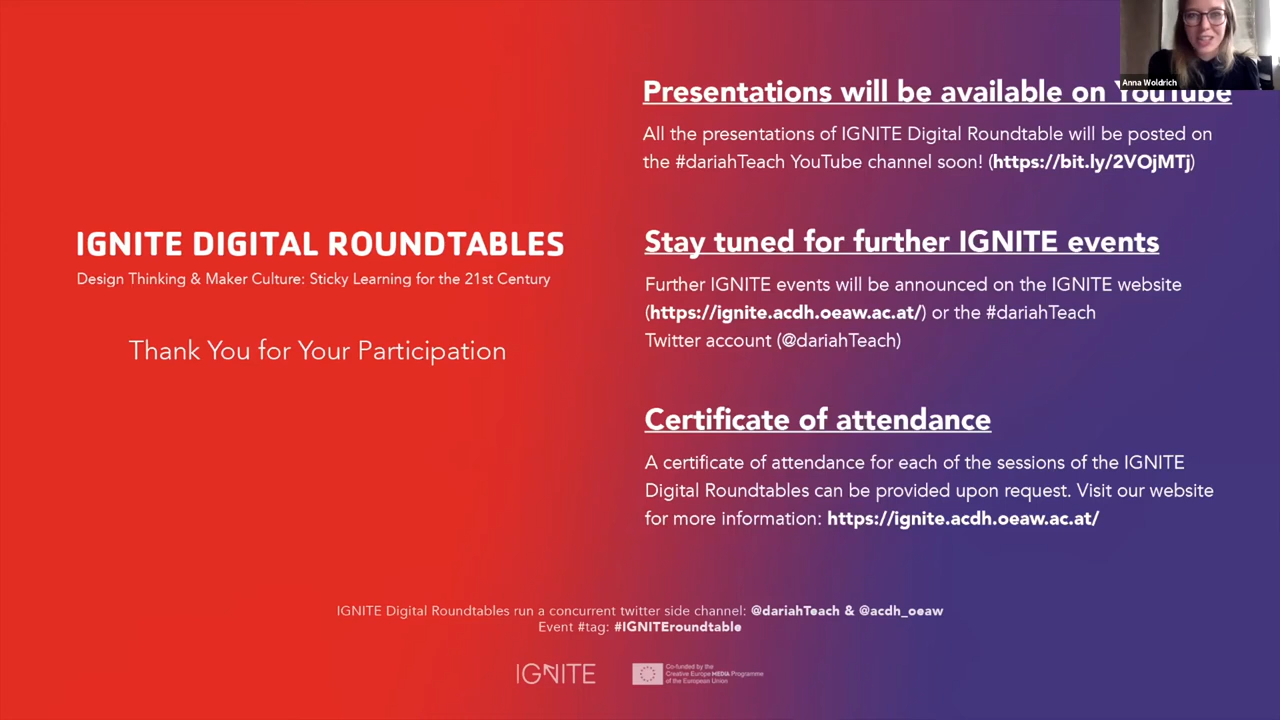 Anna Woldrich
IGNITE DIGITAL ROUNDTABLES
Design Thinking & Maker Culture: Sticky Learning for the 21st Century
Thank You for Your Participation
Presentations will be available on YouTube
All the presentations of IGNITE Digital Roundtable will be posted on
the #dariahTeach YouTube channel soon! (https://bit.ly/2VOjMTj)
Stay tuned for further IGNITE events
Further IGNITE events will be announced on the IGNITE website
(https://ignite.acdh.oeaw.ac.at/) or the #dariahTeach
Twitter account (@dariahTeach)
Certificate of attendance
A certificate of attendance for each of the sessions of the IGNITE
Digital Roundtables can be provided upon request. Visit our website
for more information: https://ignite.acdh.oeaw.ac.at/
IGNITE Digital Roundtables run a concurrent twitter side channel: @dariahTeach & @acdh_oeaw
Event #tag: #IGNITEroundtable
IGNITE
Co-funded by the
Creative Europe MEDIA Programme
of the European Union